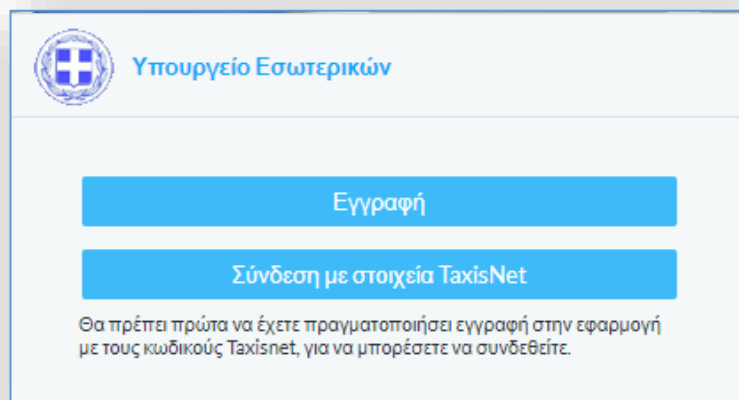 Υπουργείο Εσωτερικών
Εγγραφή
Σύνδεση με στοιχεία TaxisNet
Θα πρέπει πρώτα να έχετε πραγματοποιήσει εγγραφή στην εφαρμογή
με τους κωδικούς Taxisnet, για να μπορέσετε να συνδεθείτε.